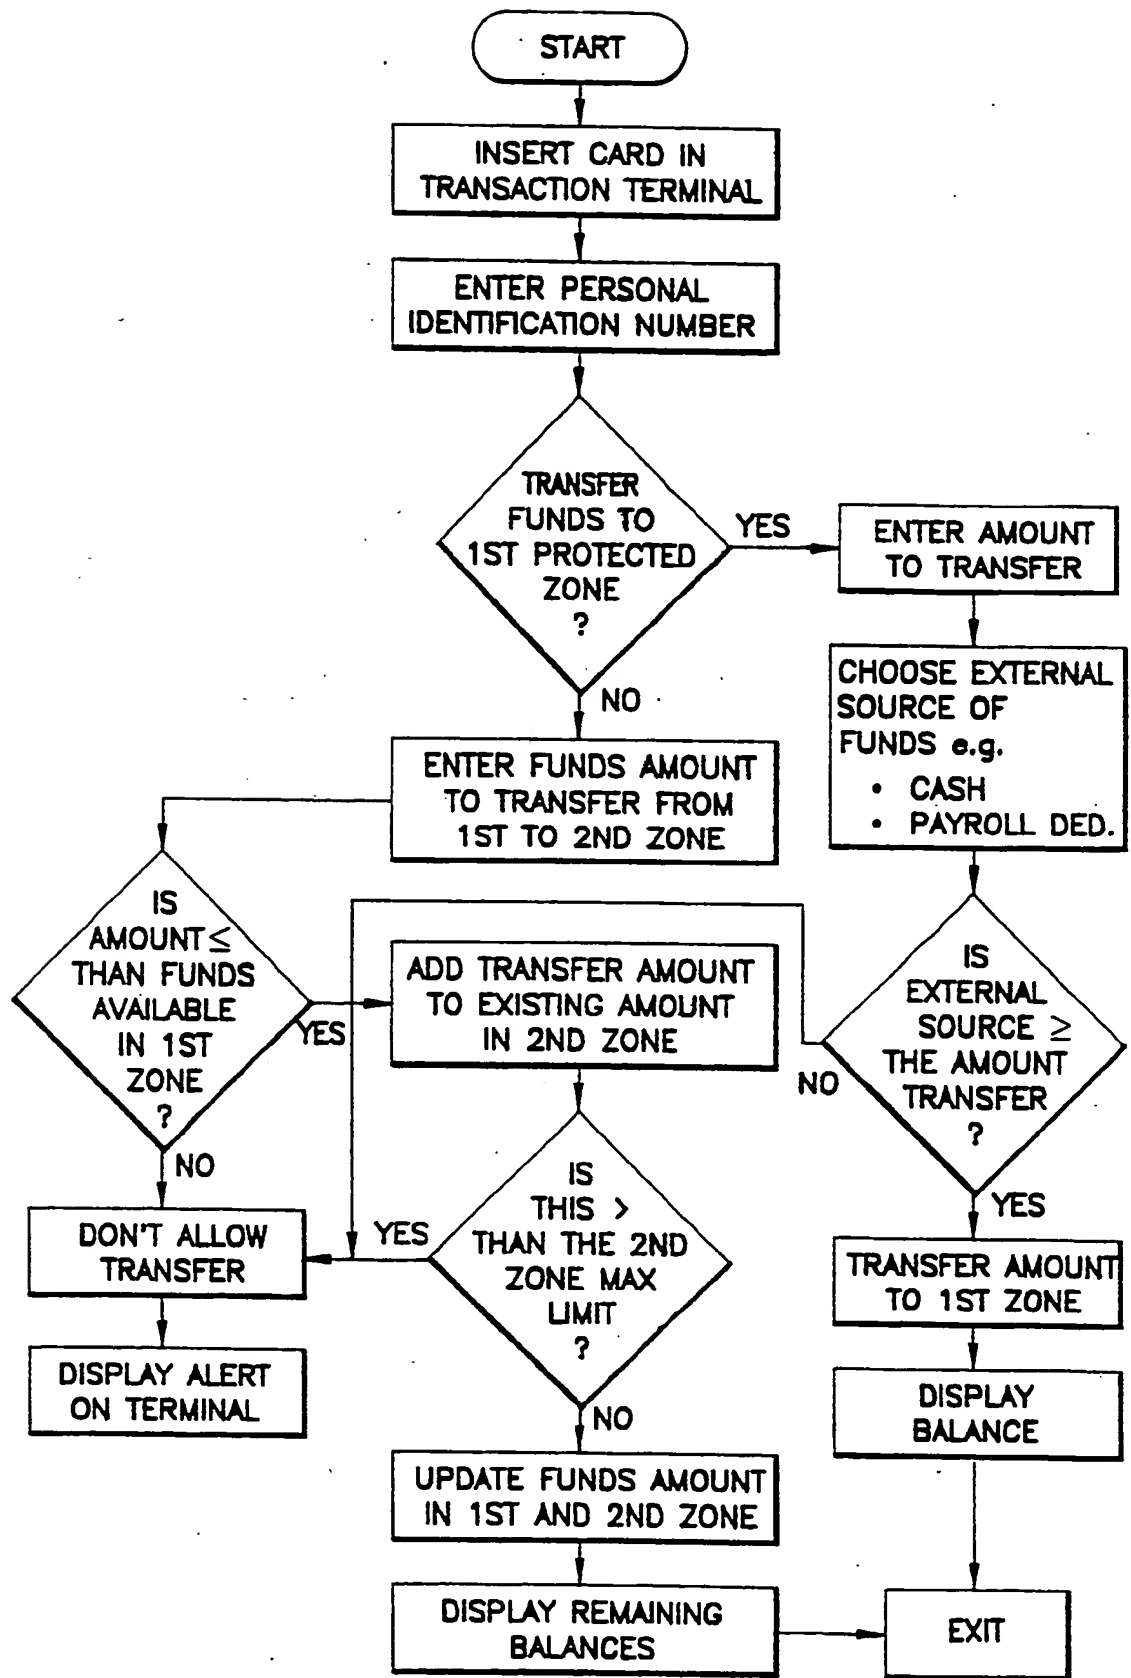 START
INSERT CARD IN
TRANSACTION TERMINAL
ENTER PERSONAL
IDENTIFICATION NUMBER
TRANSFER
FUNDS TO
1ST PROTECTED
ZONE
?
YES
ENTER AMOUNT
TO TRANSFER
NO
CHOOSE EXTERNAL
SOURCE OF
FUNDS e.g.
• CASH
• PAYROLL DED.
ENTER FUNDS AMOUNT
TO TRANSFER FROM
1ST TO 2ND ZONE
IS
AMOUNT ≤
THAN FUNDS
AVAILABLE
IN 1ST
ZONE
?
YES
NO
ADD TRANSFER AMOUNT
TO EXISTING AMOUNT
IN 2ND ZONE
IS
EXTERNAL
SOURCE ≥
THE AMOUNT
TRANSFER
?
NO
YES
IS
THIS >
THAN THE 2ND
ZONE MAX
LIMIT
?
YES
NO
DON'T ALLOW
TRANSFER
DISPLAY ALERT
ON TERMINAL
TRANSFER AMOUNT
TO 1ST ZONE
DISPLAY
BALANCE
UPDATE FUNDS AMOUNT
IN 1ST AND 2ND ZONE
DISPLAY REMAINING
BALANCES
EXIT